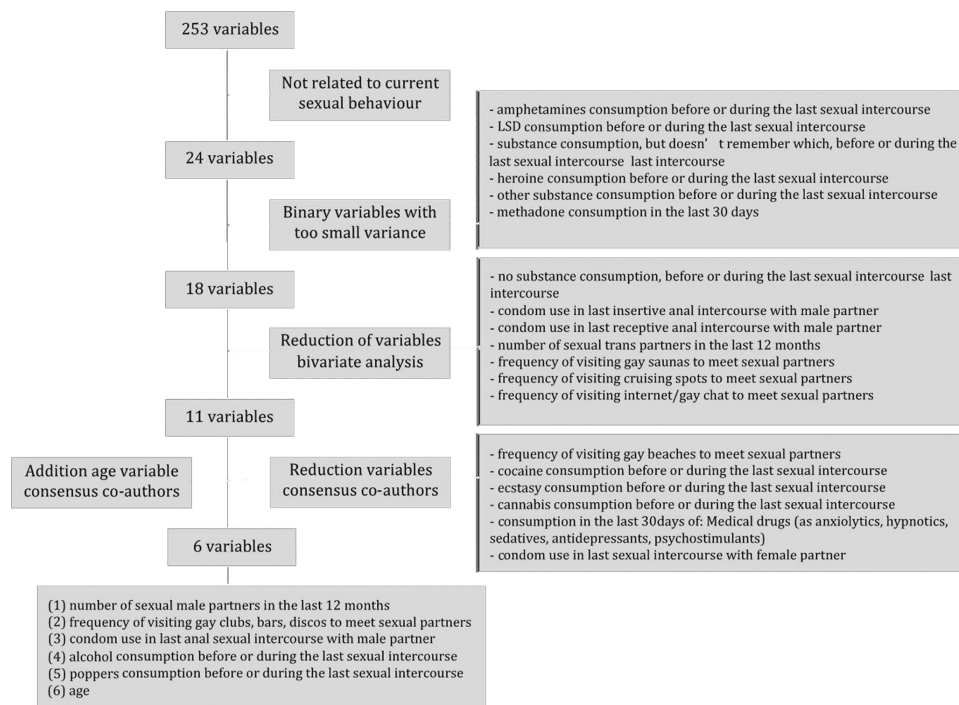 253 variables
Not related to current
sexual behaviour
- amphetamines consumption before or during the last sexual intercourse
- LSD consumption before or during the last sexual intercourse
- substance consumption, but doesn' t remember which, before or during the
last sexual intercourse last intercourse
- heroine consumption before or during the last sexual intercourse
- other substance consumption before or during the last sexual intercourse
- methadone consumption in the last 30 days
24 variables
Binary variables with
too small variance
18 variables
- no substance consumption, before or during the last sexual intercourse last
intercourse
- condom use in last insertive anal intercourse with male partner
- condom use in last receptive anal intercourse with male partner
- number of sexual trans partners in the last 12 months
- frequency of visiting gay saunas to meet sexual partners
- frequency of visiting cruising spots to meet sexual partners
- frequency of visiting internet/gay chat to meet sexual partners
Reduction of variables
bivariate analysis
11 variables
Addition age variable
consensus co-authors
Reduction variables
consensus co-authors
- frequency of visiting gay beaches to meet sexual partners
- cocaine consumption before or during the last sexual intercourse
- ecstasy consumption before or during the last sexual intercourse
- cannabis consumption before or during the last sexual intercourse
- consumption in the last 30days of: Medical drugs (as anxiolytics, hypnotics,
sedatives, antidepressants, psychostimulants)
- condom use in last sexual intercourse with female partner
6 variables
(1) number of sexual male partners in the last 12 months
(2) frequency of visiting gay clubs, bars, discos to meet sexual partners
(3) condom use in last anal sexual intercourse with male partner
(4) alcohol consumption before or during the last sexual intercourse
(5) poppers consumption before or during the last sexual intercourse
(6) age